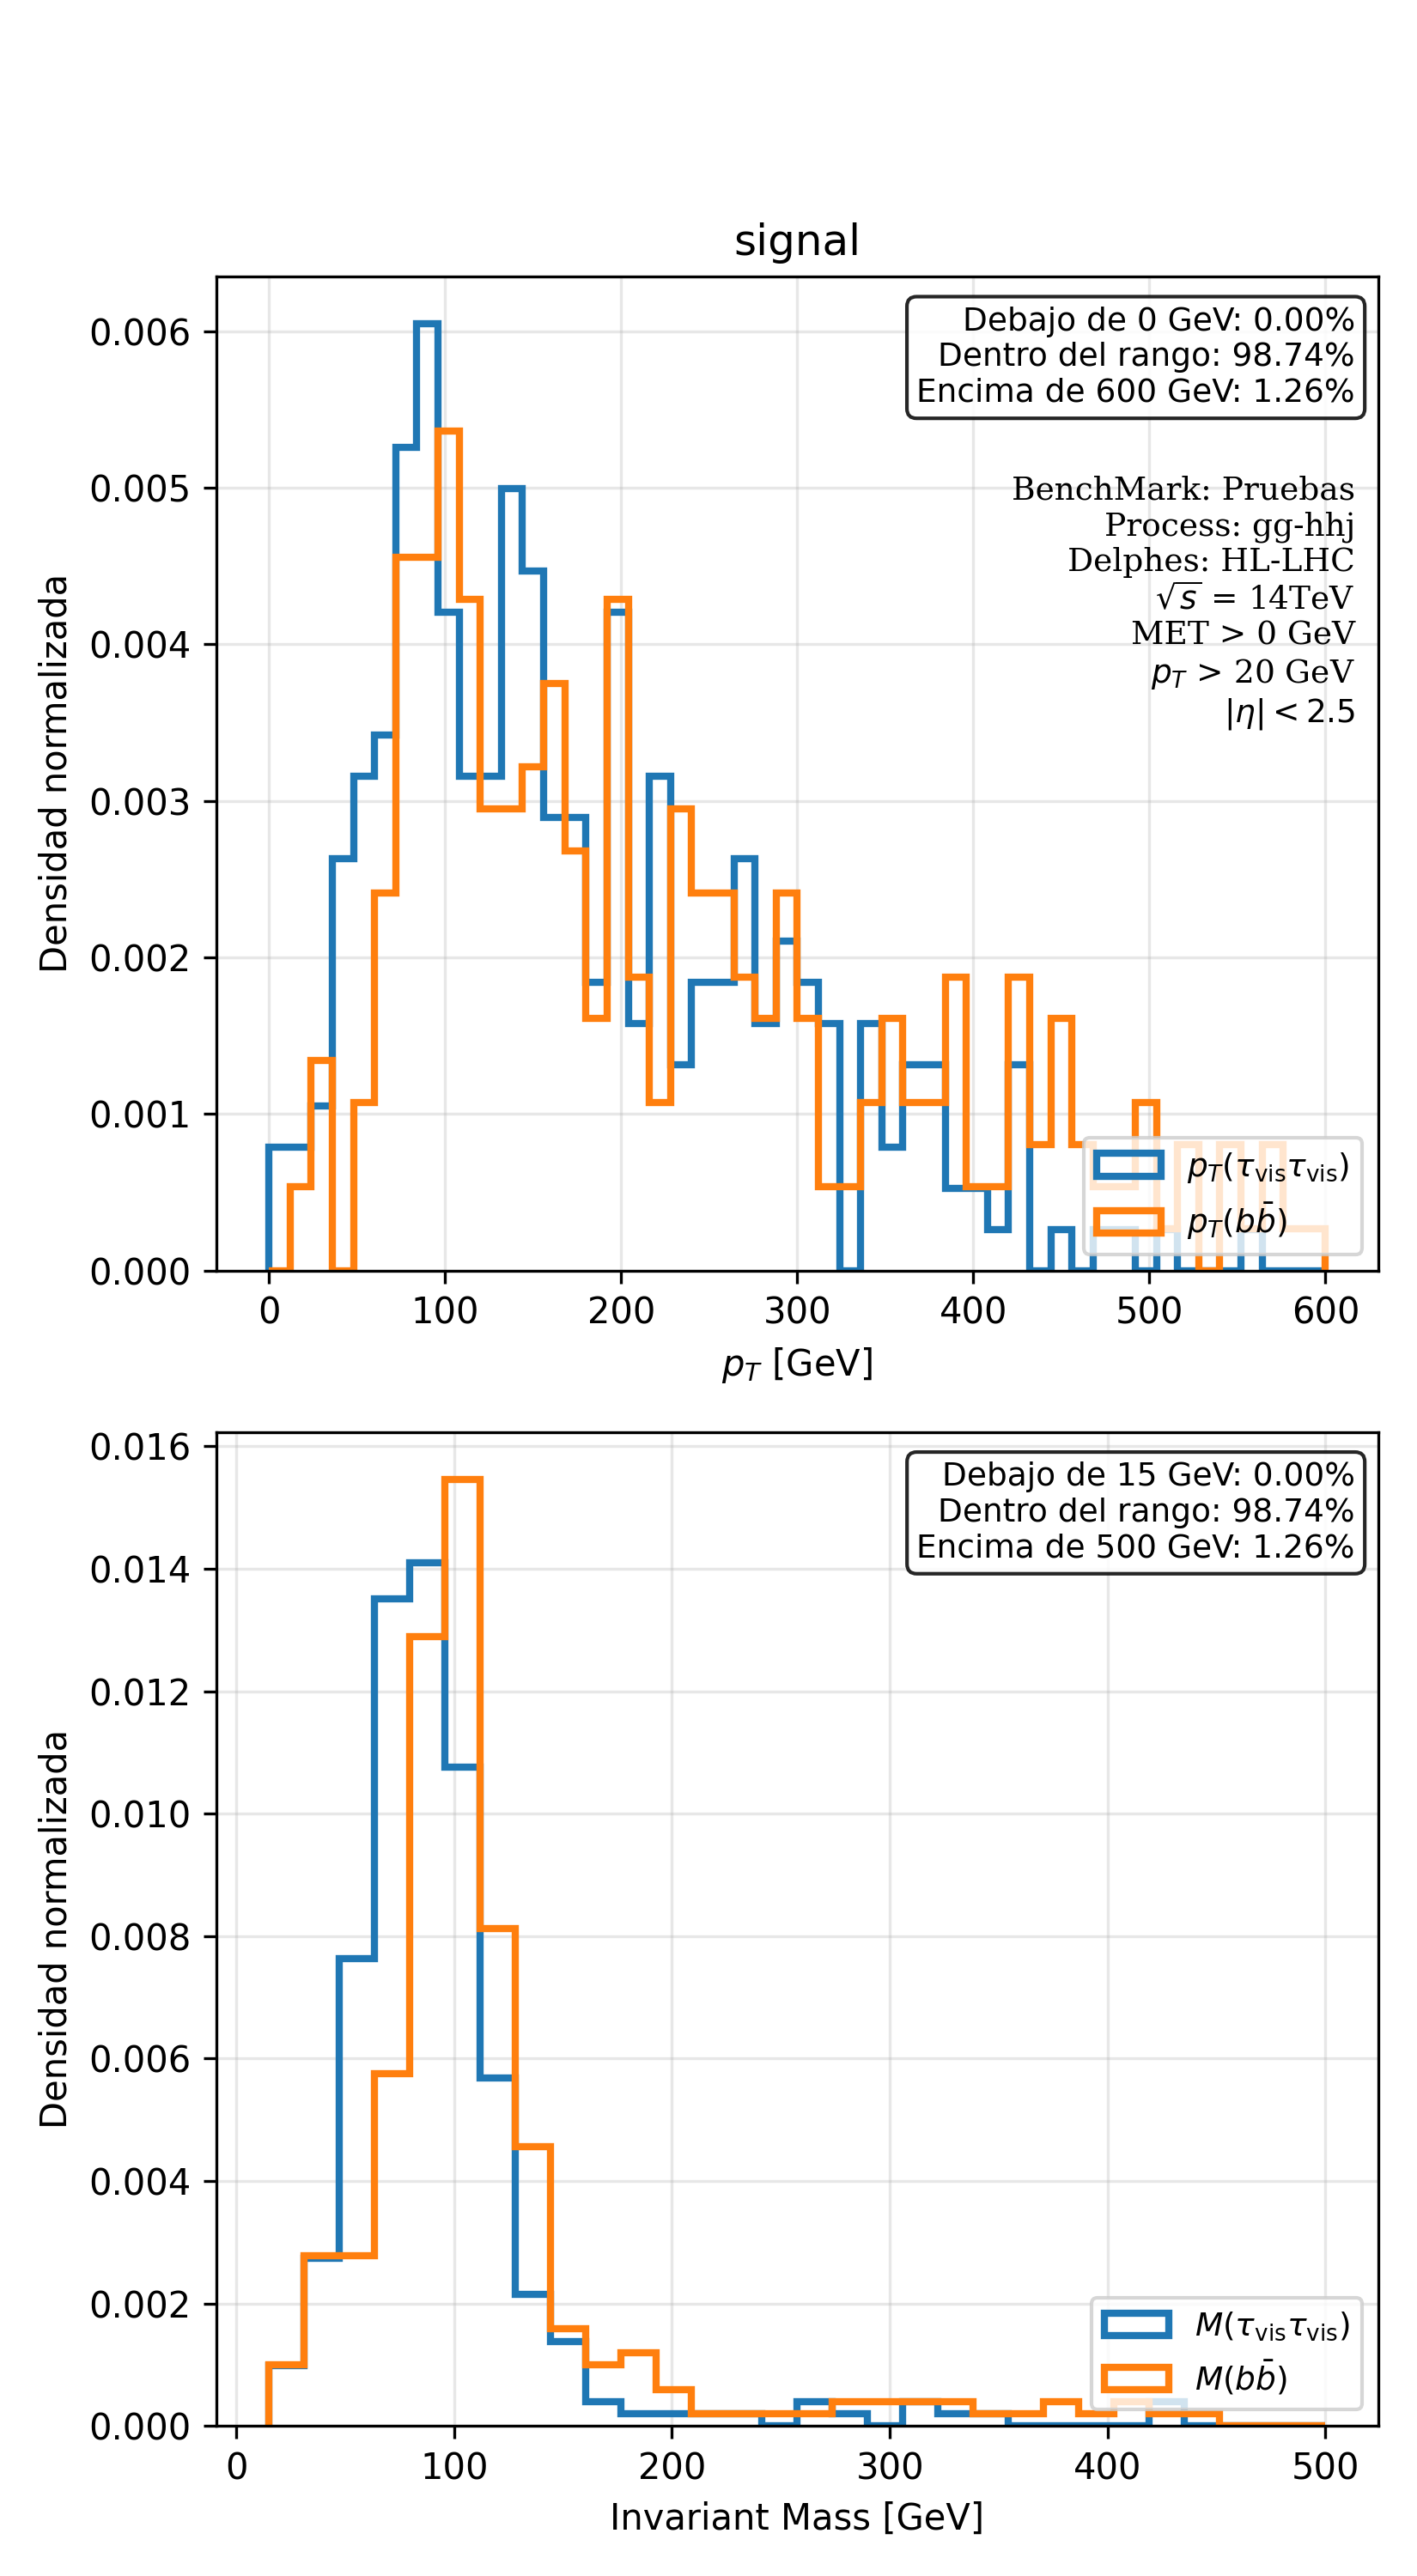 signal
Densidad normalizada
0.006
0.005
0.004
0.003
0.002
0.001
0.000
Debajo de 0 GeV: 0.00%
Dentro del rango: 98.74%
Encima de 600 GeV: 1.26%
BenchMark: Pruebas
Process: gg-hhj
Delphes: HL-LHC
√s = 14TeV
MET > 0 GeV
p_T > 20 GeV
|η| < 2.5
p_T(τ_vis τ_vis)
p_T(bb̄)
0 100 200 300 400 500 600
p_T [GeV]
Densidad normalizada
0.016
0.014
0.012
0.010
0.008
0.006
0.004
0.002
0.000
Debajo de 15 GeV: 0.00%
Dentro del rango: 98.74%
Encima de 500 GeV: 1.26%
M(τ_vis τ_vis)
M(bb̄)
0 100 200 300 400 500
Invariant Mass [GeV]